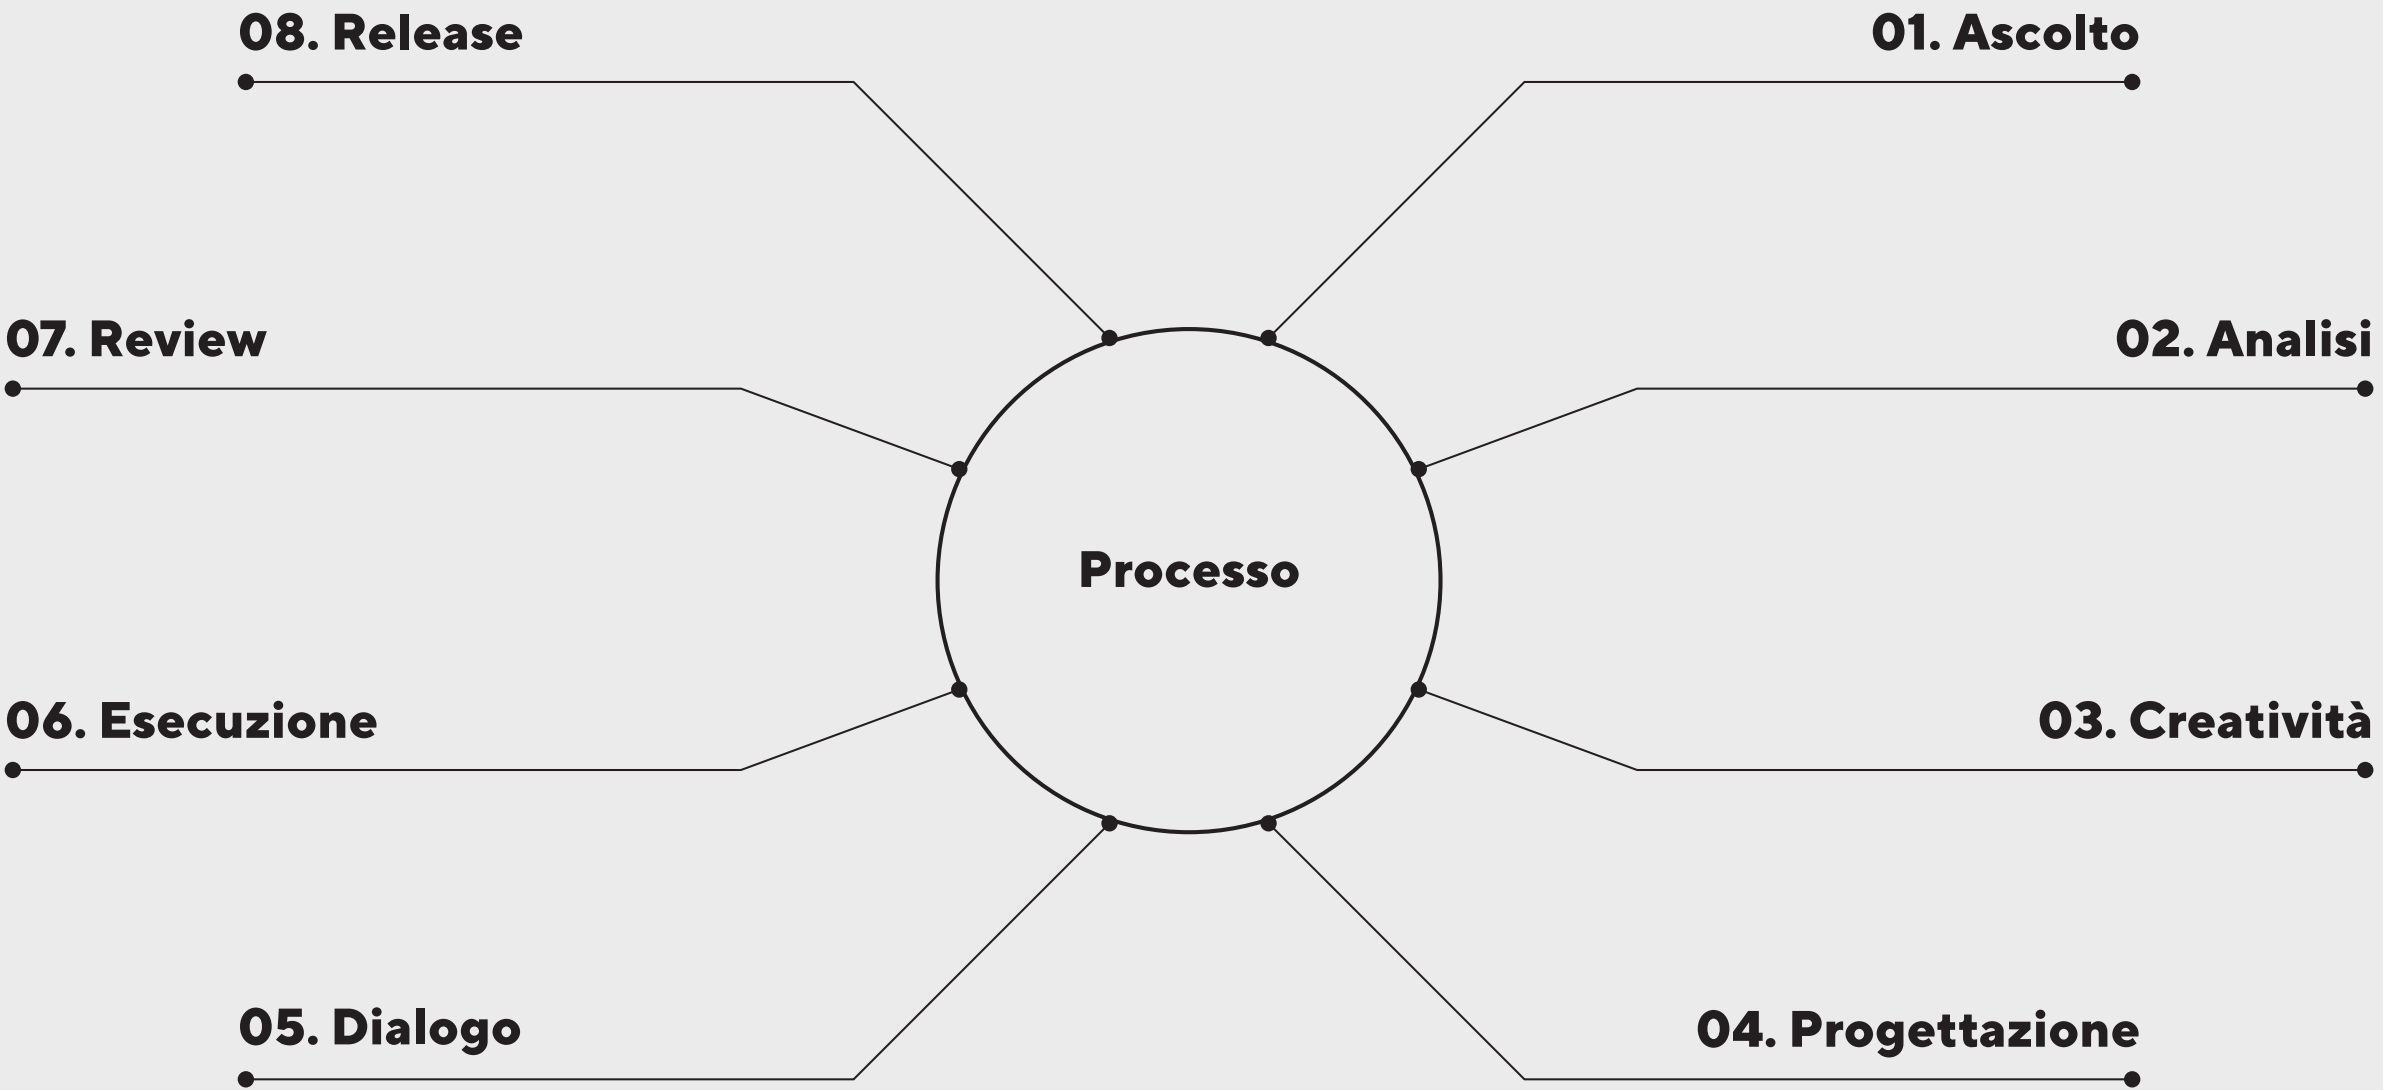 08. Release
01. Ascolto
07. Review
02. Analisi
Processo
06. Esecuzione
03. Creatività
05. Dialogo
04. Progettazione